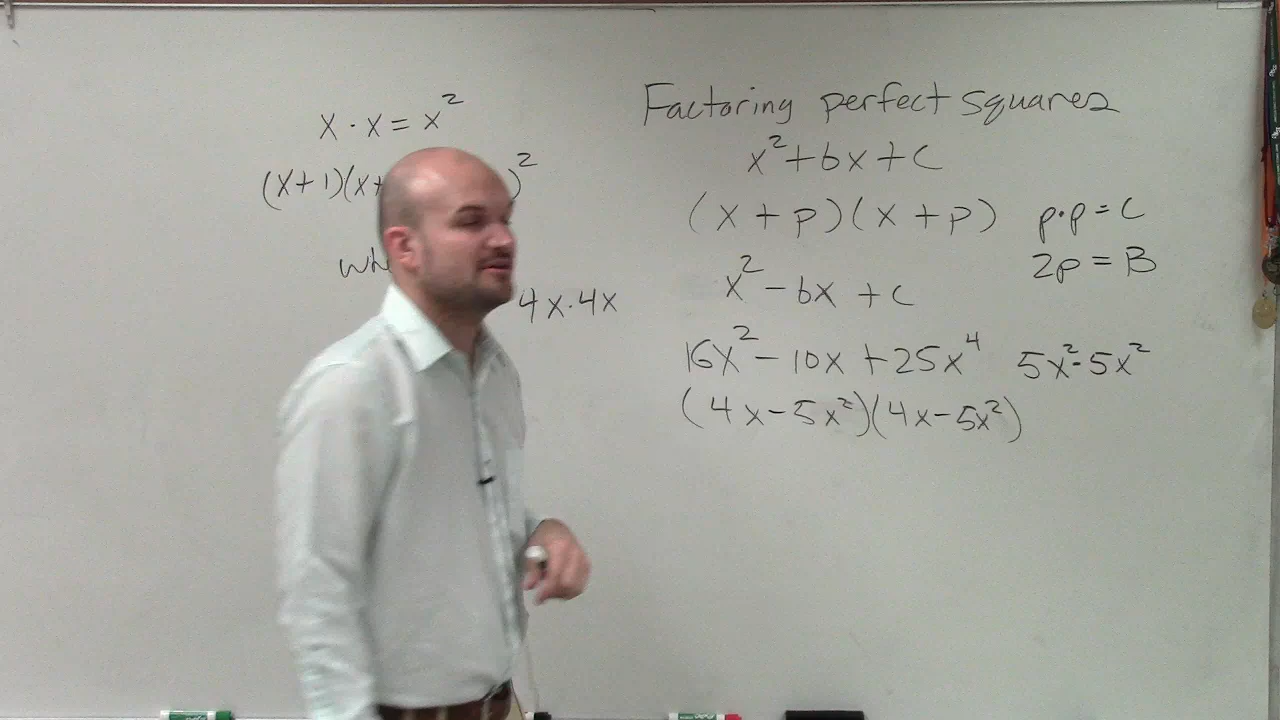 x · x = x²
(x+1)(x+ )²
4x·4x
Factoring perfect squares
x² + bx + c
(x + p)(x + p) p·p = c
2p = B
x² - bx + c
16x² - 10x + 25x⁴ 5x²·5x²
(4x - 5x²)(4x - 5x²)